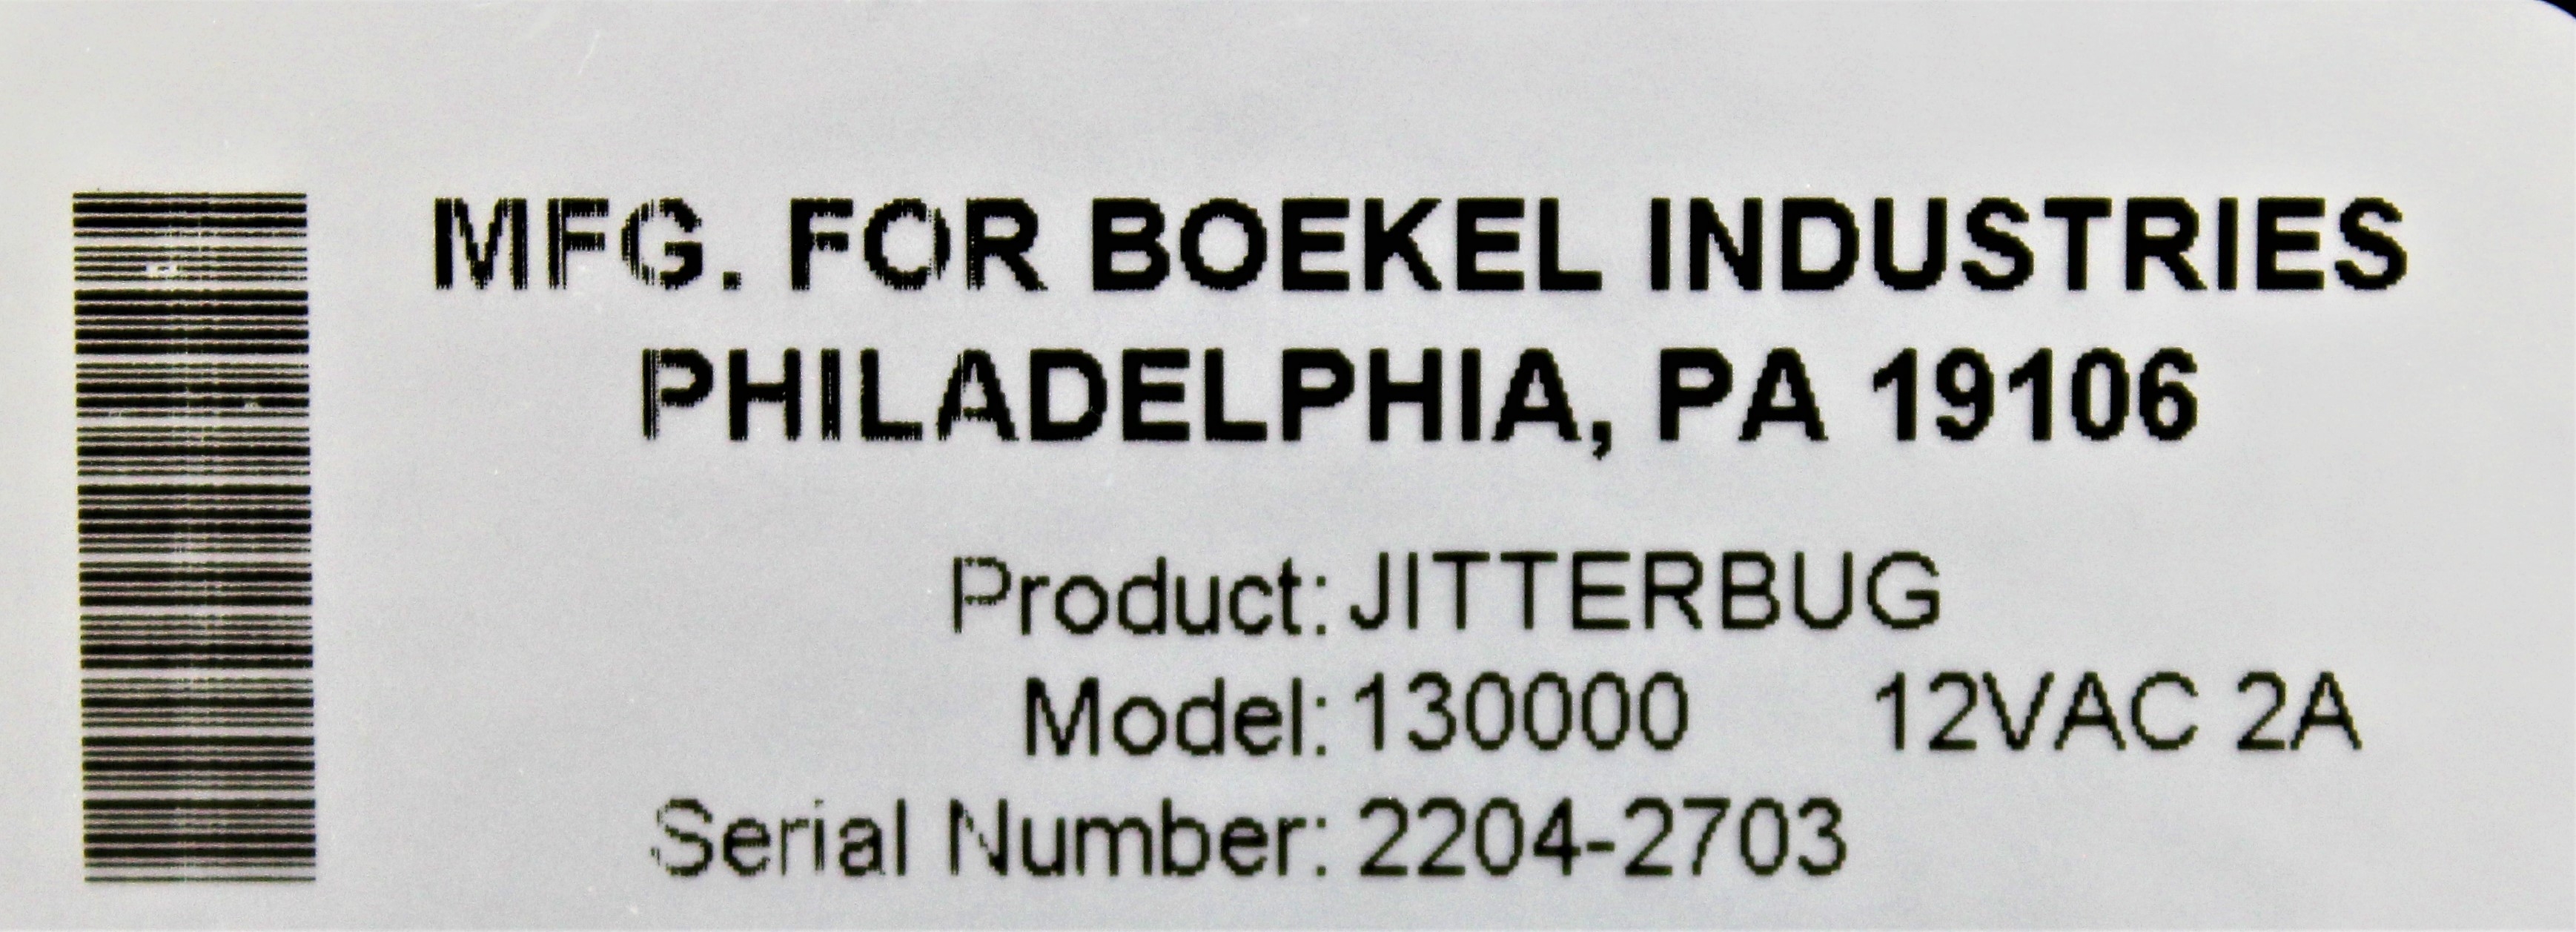 MFG. FOR BOEKEL INDUSTRIES
PHILADELPHIA, PA 19106
Product: JITTERBUG
Model: 130000 12VAC 2A
Serial Number: 2204-2703